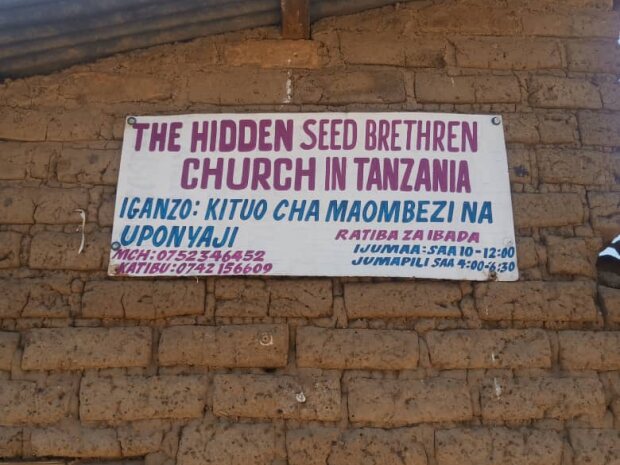 THE HIDDEN SEED BRETHREN
CHURCH IN TANZANIA
IGANZO: KITUO CHA MAOMBEZI NA
UPONYAJI
RATIBA ZA IBADA
MCH: 0752346452
IJUMAA: SAA 10-12:00
KATIBU: 0742 156609
JUMAPILI SAA 4:00-6:30